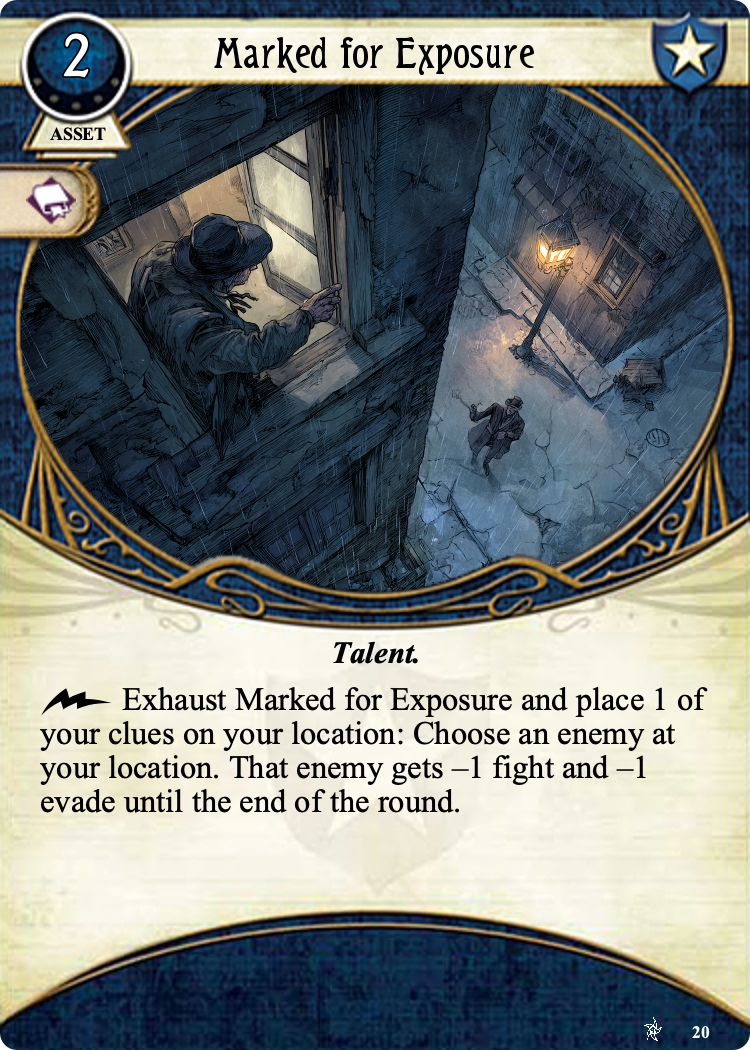 2
Marked for Exposure
ASSET
Talent.
Exhaust Marked for Exposure and place 1 of
your clues on your location: Choose an enemy at
your location. That enemy gets –1 fight and –1
evade until the end of the round.
20